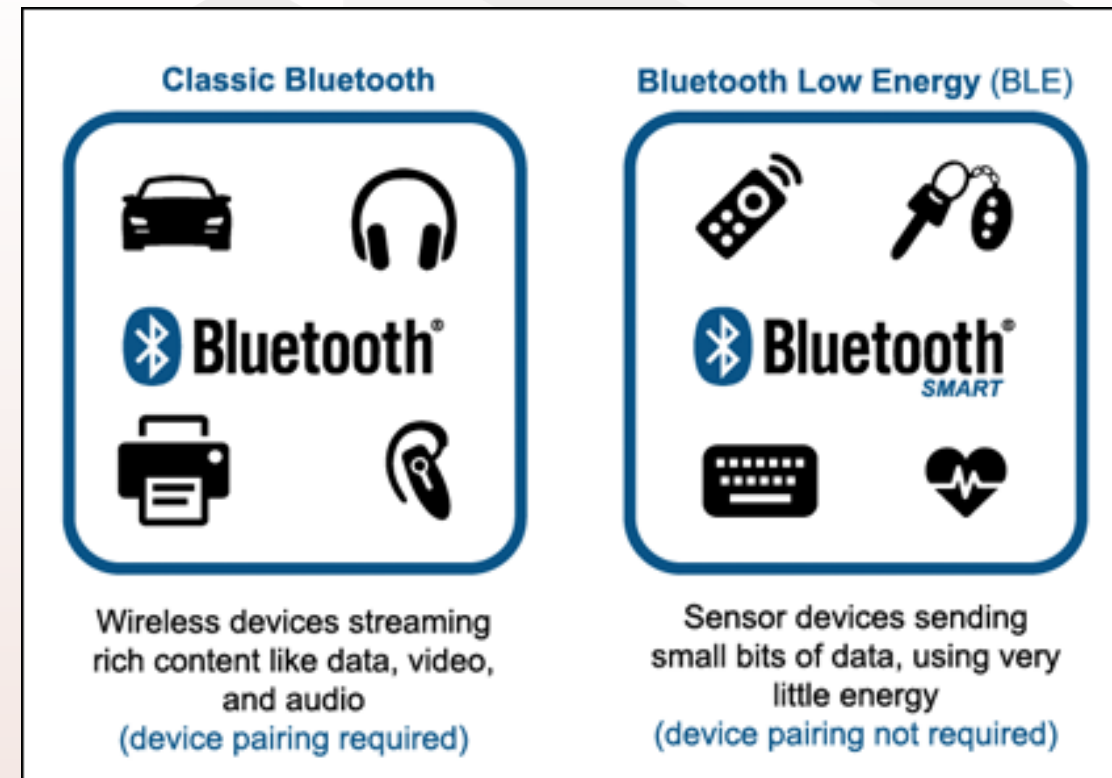 Classic Bluetooth
Bluetooth®
Wireless devices streaming
rich content like data, video,
and audio
(device pairing required)
Bluetooth Low Energy (BLE)
Bluetooth®
SMART
Sensor devices sending
small bits of data, using very
little energy
(device pairing not required)